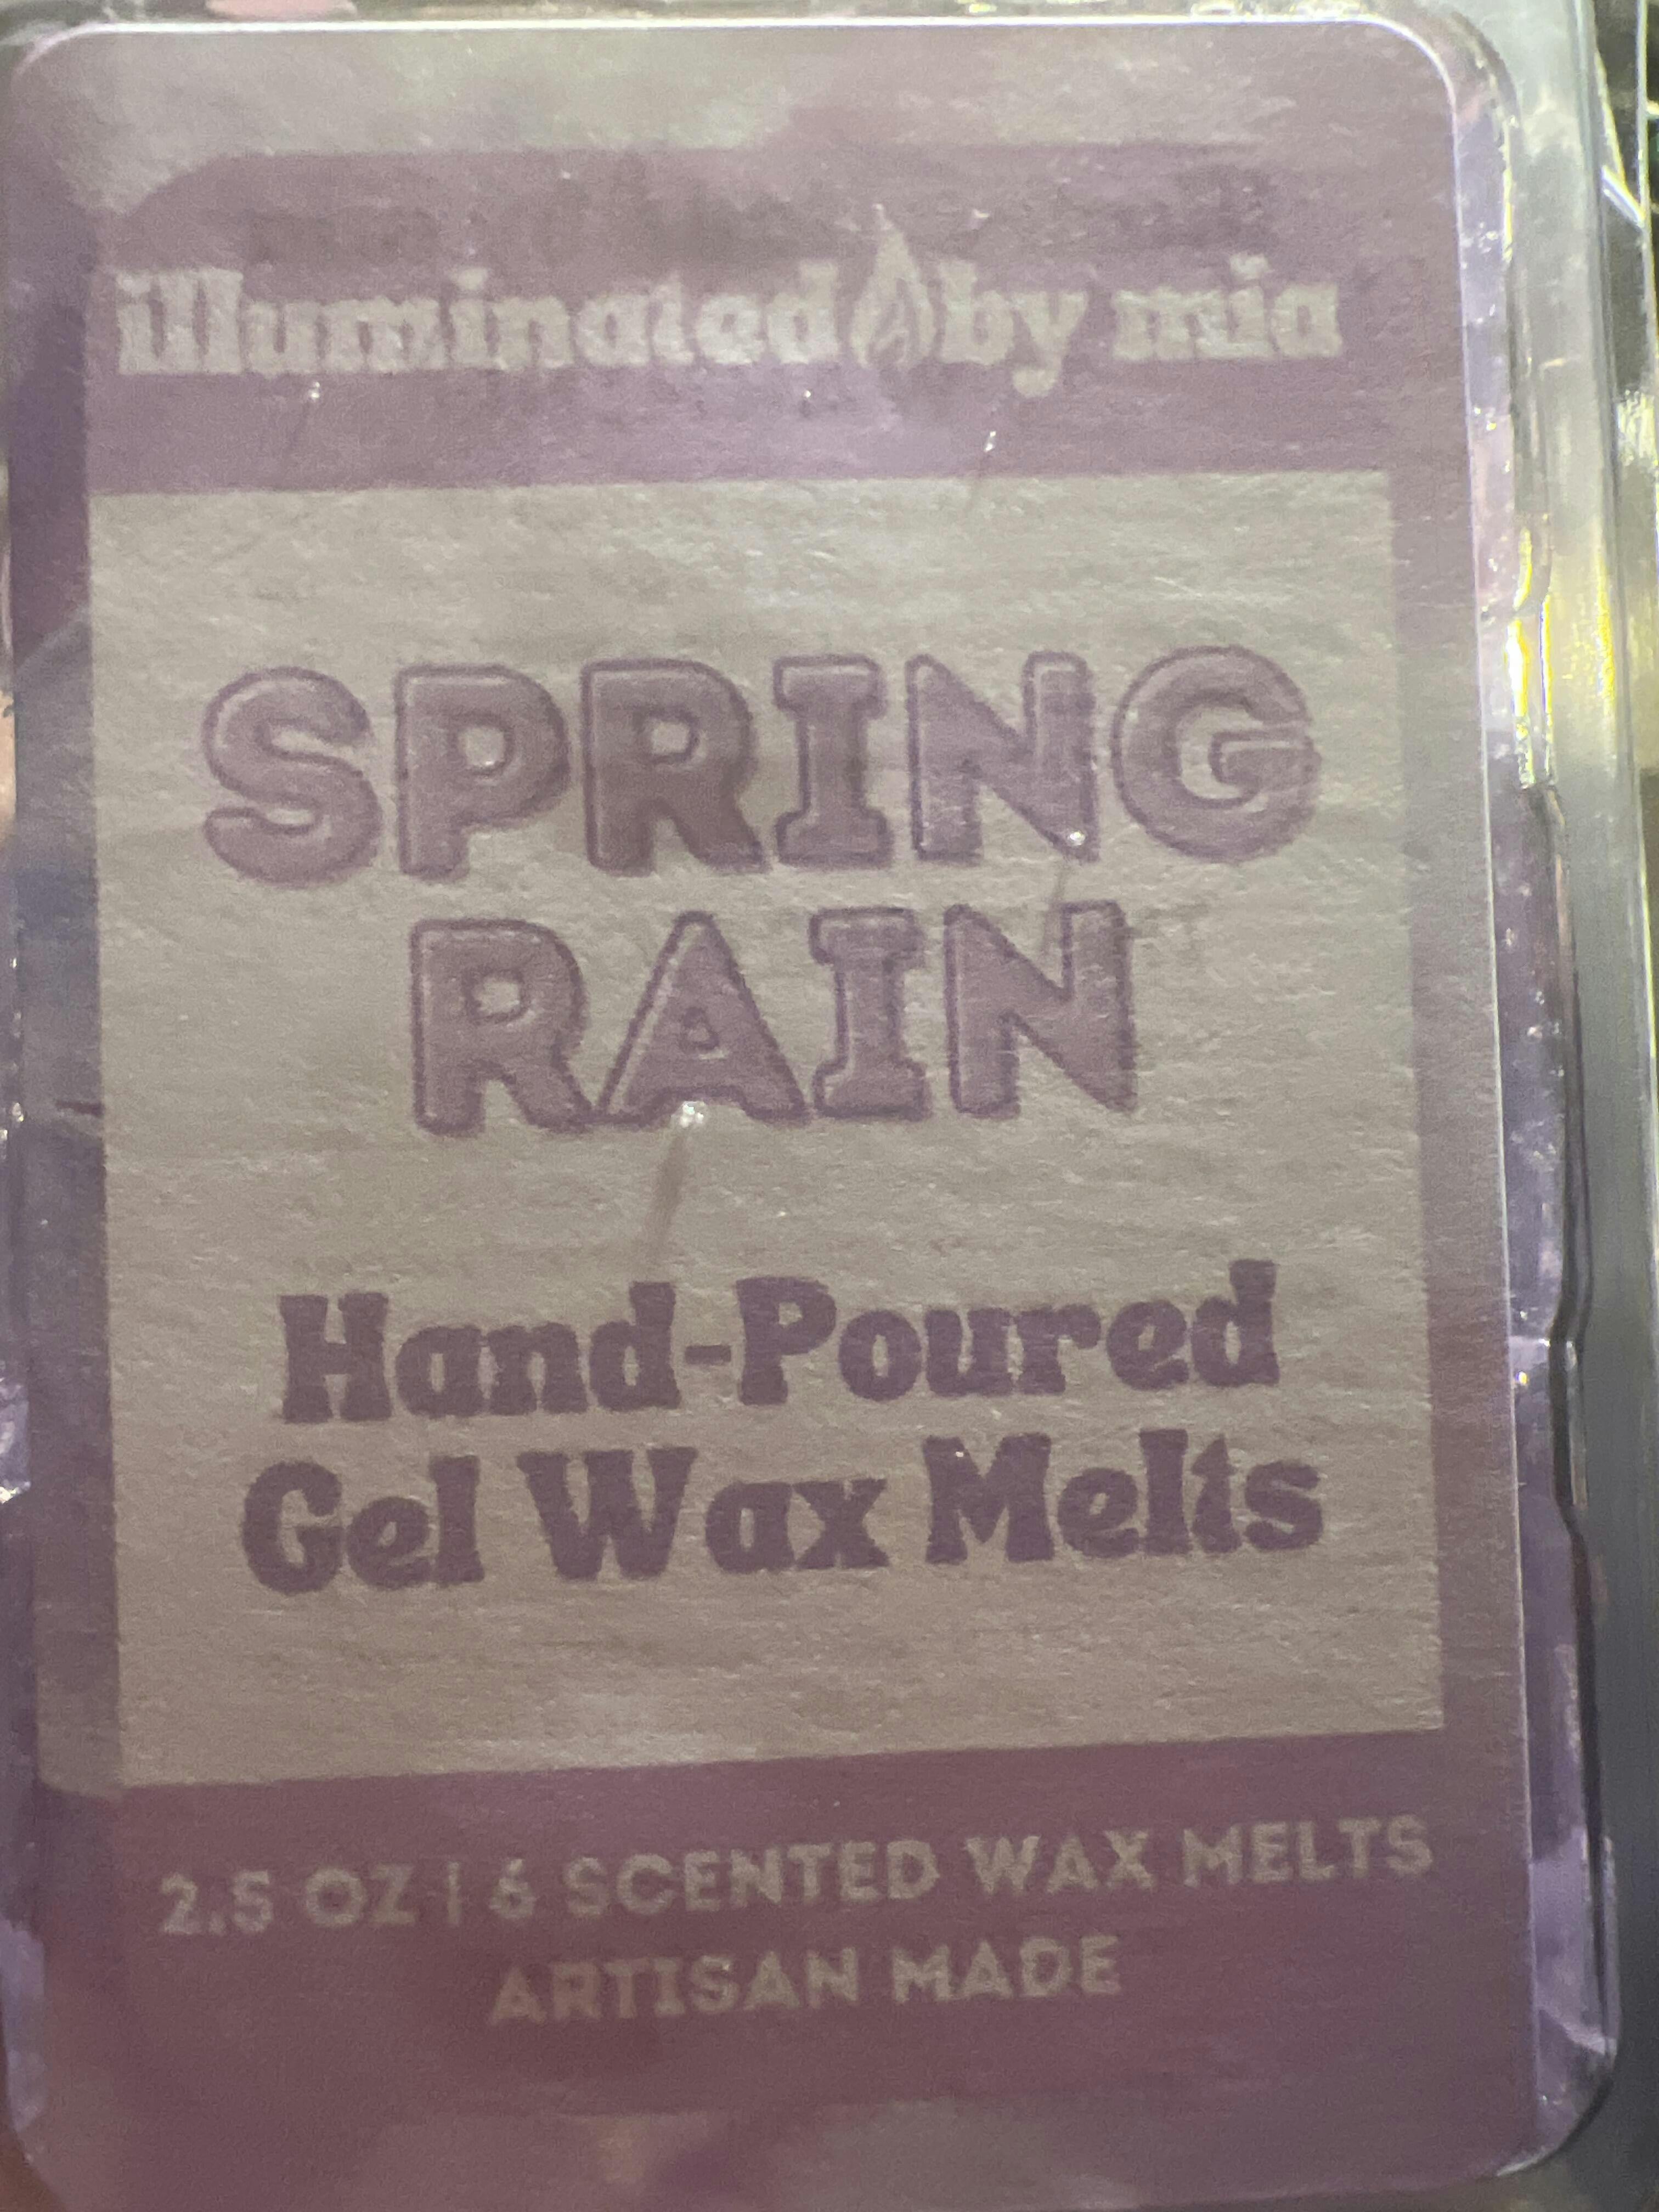 illuminated by mia
SPRING
RAIN
Hand-Poured
Gel Wax Melts
2.5 OZ | 6 SCENTED WAX MELTS
ARTISAN MADE